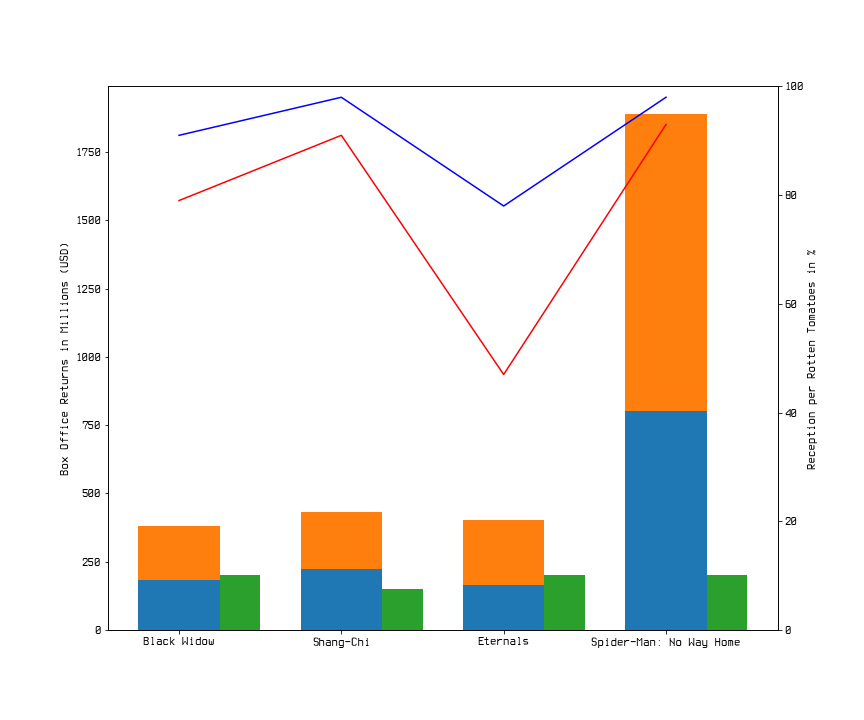 Box Office Returns in Millions (USD)
1750
1500
1250
1000
750
500
250
0
100
80
60
40
20
0
Reception per Rotten Tomatoes in %
Black Widow
Shang-Chi
Eternals
Spider-Man: No Way Home